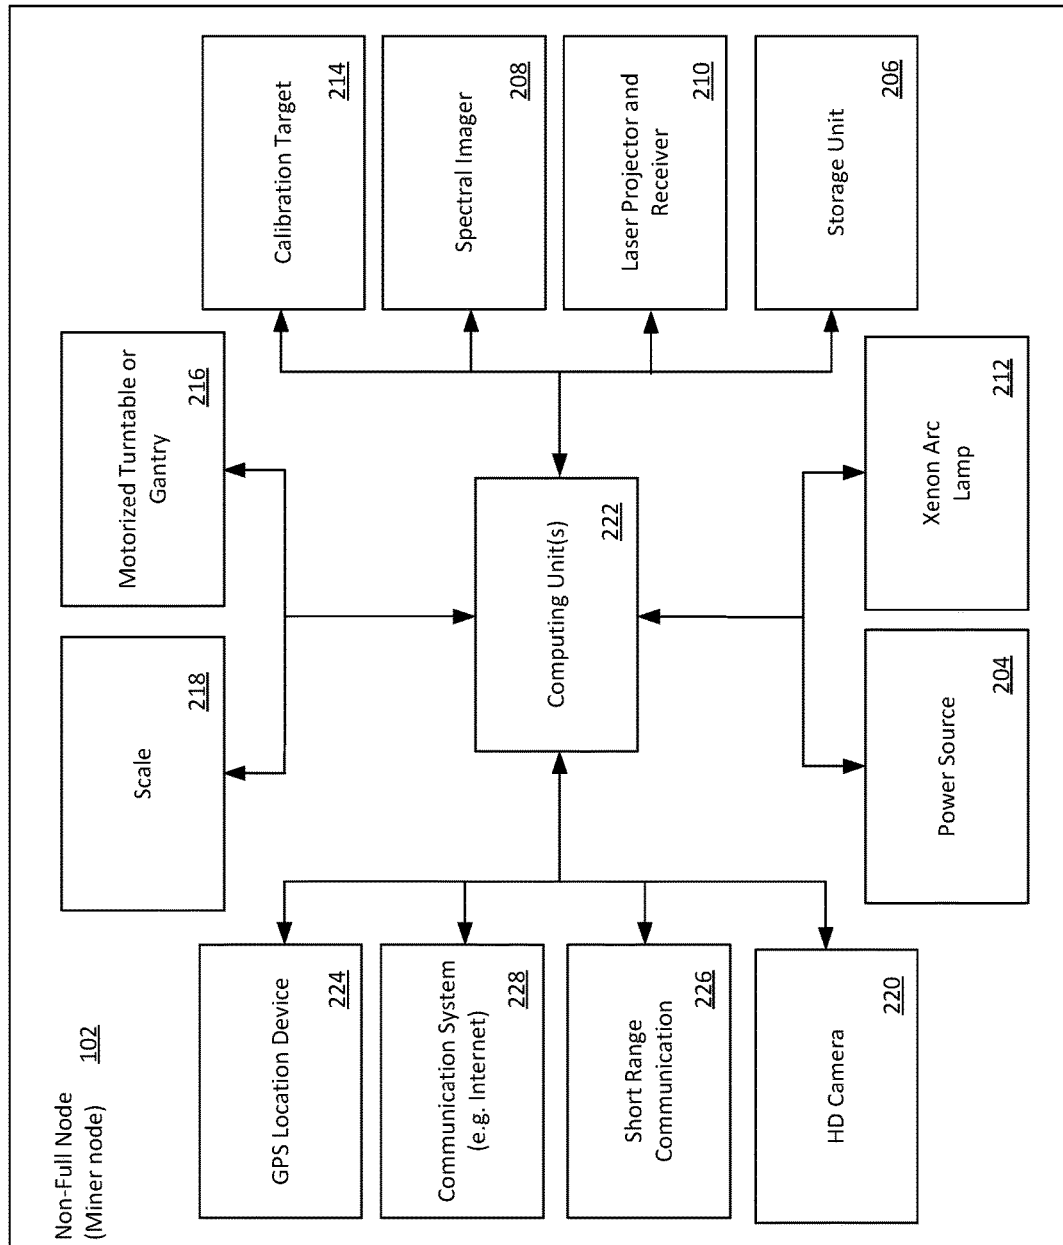 Non-Full Node
(Miner node)
102
GPS Location Device
224
Communication System
(e.g. Internet)
228
Short Range
Communication
226
HD Camera
220
Scale
218
Motorized Turntable or
Gantry
216
Computing Unit(s)
222
Power Source
204
Xenon Arc
Lamp
212
Calibration Target
214
Spectral Imager
208
Laser Projector and
Receiver
210
Storage Unit
206